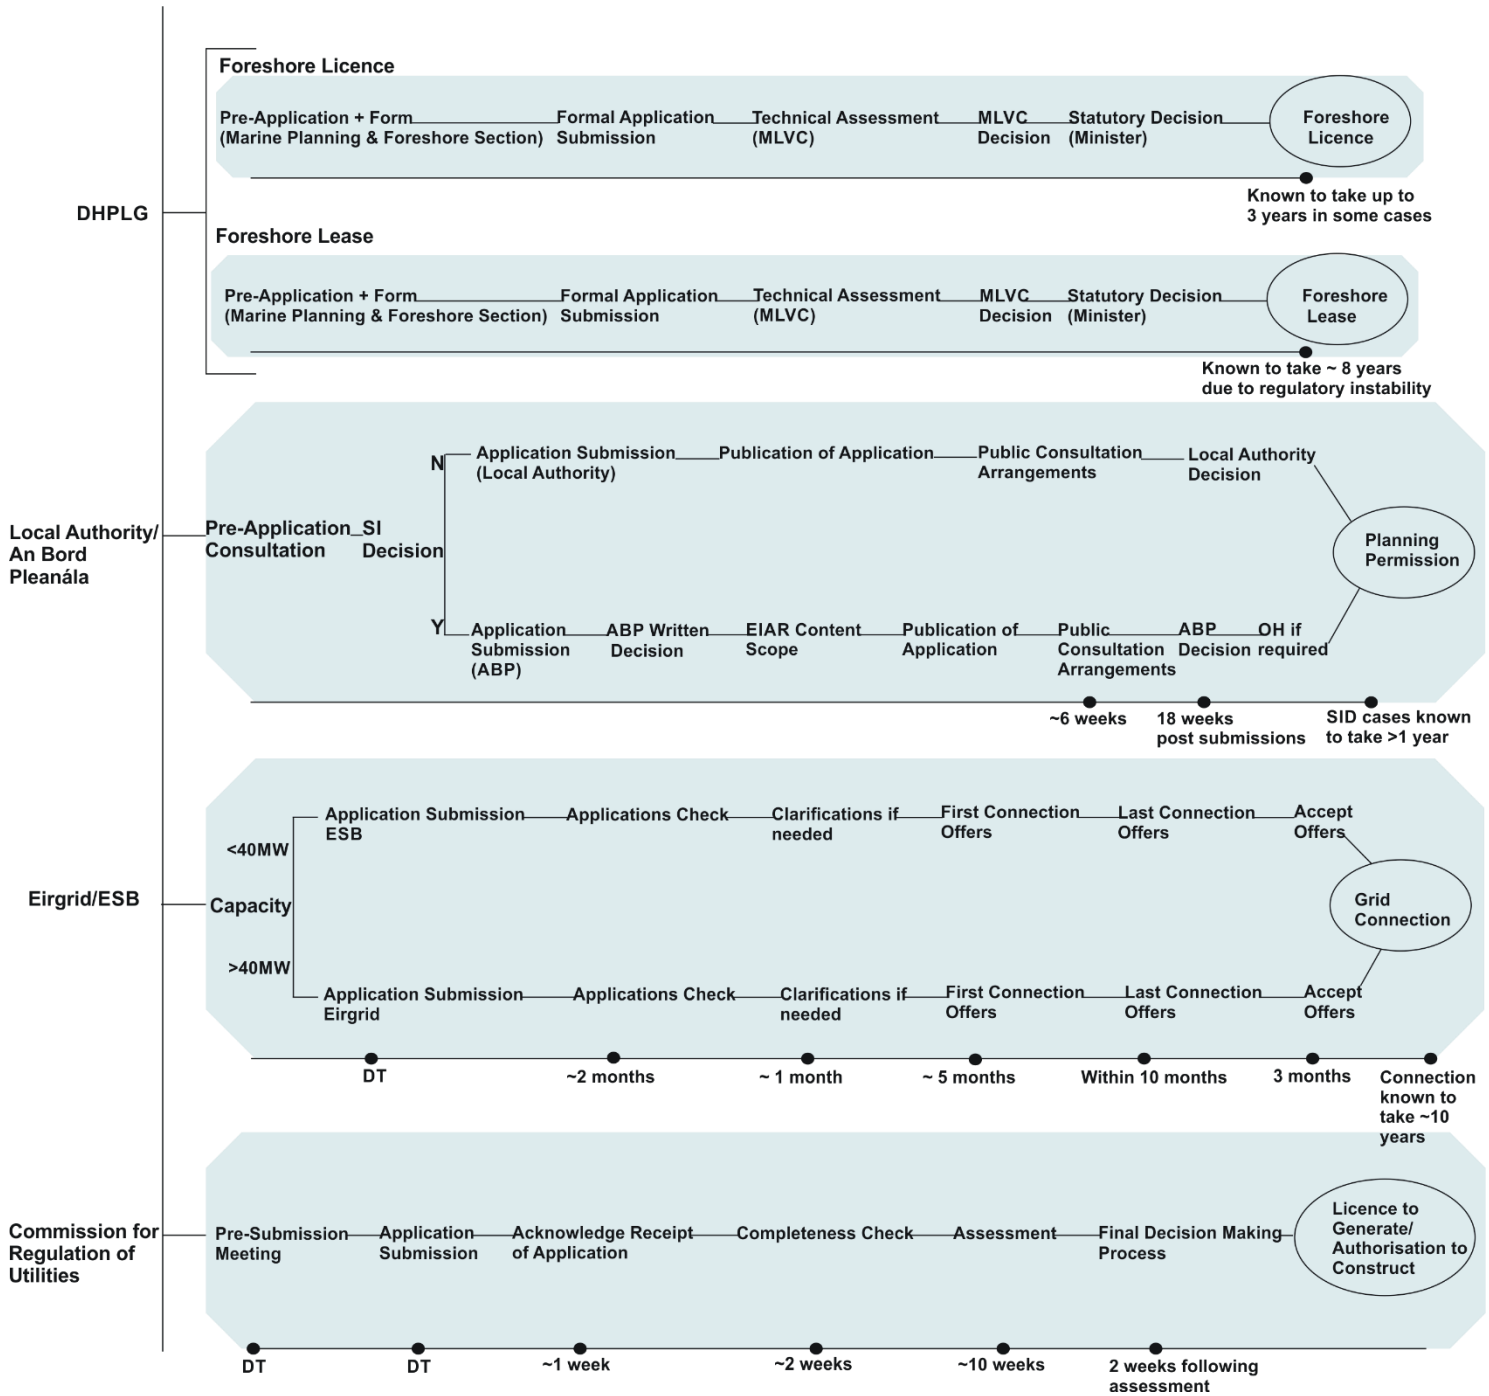 Foreshore Licence
Pre-Application + Form
(Marine Planning & Foreshore Section)
Formal Application
Submission
Technical Assessment
(MLVC)
MLVC
Decision
Statutory Decision
(Minister)
Foreshore
Licence
Known to take up to
3 years in some cases
DHPLG
Foreshore Lease
Pre-Application + Form
(Marine Planning & Foreshore Section)
Formal Application
Submission
Technical Assessment
(MLVC)
MLVC
Decision
Statutory Decision
(Minister)
Foreshore
Lease
Known to take ~ 8 years
due to regulatory instability
Local Authority/
An Bord
Pleanála
Pre-Application
Consultation
SI
Decision
N
Application Submission
(Local Authority)
Publication of Application
Public Consultation
Arrangements
Local Authority
Decision
Planning
Permission
Y
Application
Submission
(ABP)
ABP Written
Decision
EIAR Content
Scope
Publication of
Application
Public
Consultation
Arrangements
ABP
Decision
OH if
required
~6 weeks
18 weeks
post submissions
SID cases known
to take >1 year
Eirgrid/ESB
<40MW
Capacity
>40MW
Application Submission
ESB
Applications Check
Clarifications if
needed
First Connection
Offers
Last Connection
Offers
Accept
Offers
Grid
Connection
Application Submission
Eirgrid
Applications Check
Clarifications if
needed
First Connection
Offers
Last Connection
Offers
Accept
Offers
DT
~2 months
~ 1 month
~ 5 months
Within 10 months
3 months
Connection
known to
take ~10
years
Commission for
Regulation of
Utilities
Pre-Submission
Meeting
Application
Submission
Acknowledge Receipt
of Application
Completeness Check
Assessment
Final Decision Making
Process
Licence to
Generate/
Authorisation to
Construct
DT
DT
~1 week
~2 weeks
~10 weeks
2 weeks following
assessment